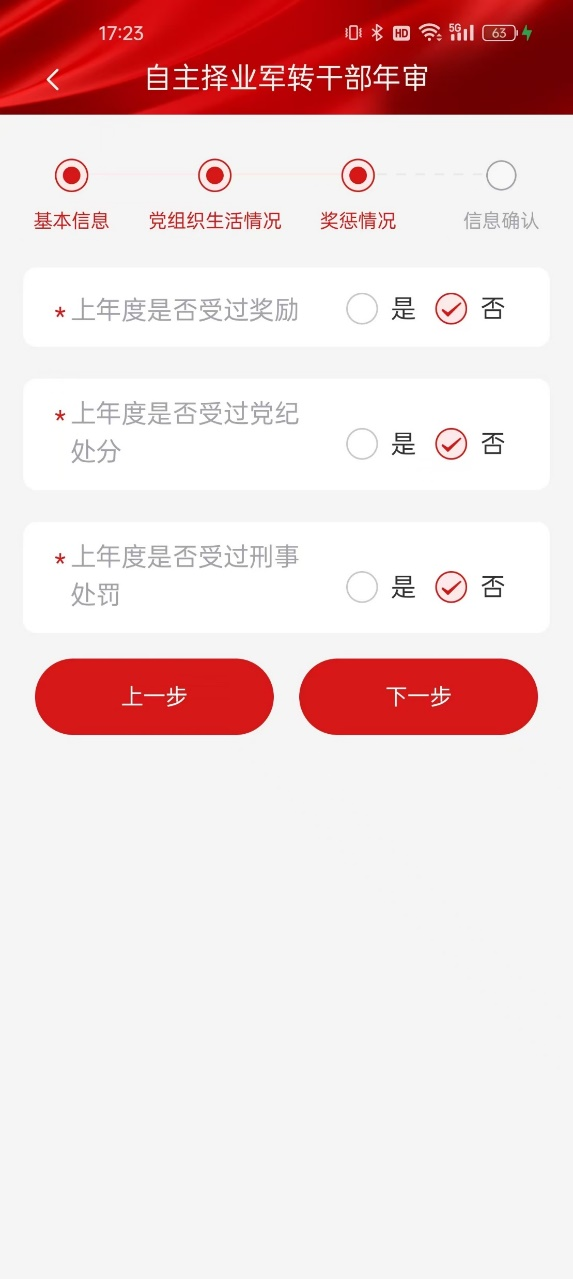 17:23
HD
5G
63
自主择业军转干部年审
基本信息
党组织生活情况
奖惩情况
信息确认
* 上年度是否受过奖励
是
否
* 上年度是否受过党纪
处分
是
否
* 上年度是否受过刑事
处罚
是
否
上一步
下一步